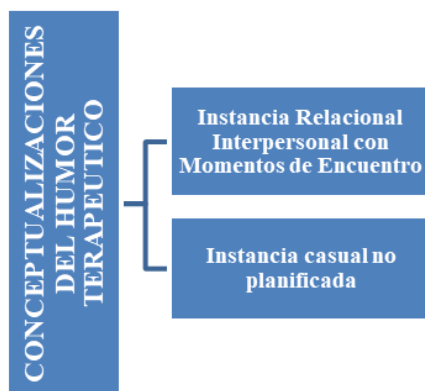 CONCEPTUALIZACIONES
DEL HUMOR
TERAPEUTICO
Instancia Relacional
Interpersonal con
Momentos de Encuentro
Instancia casual no
planificada